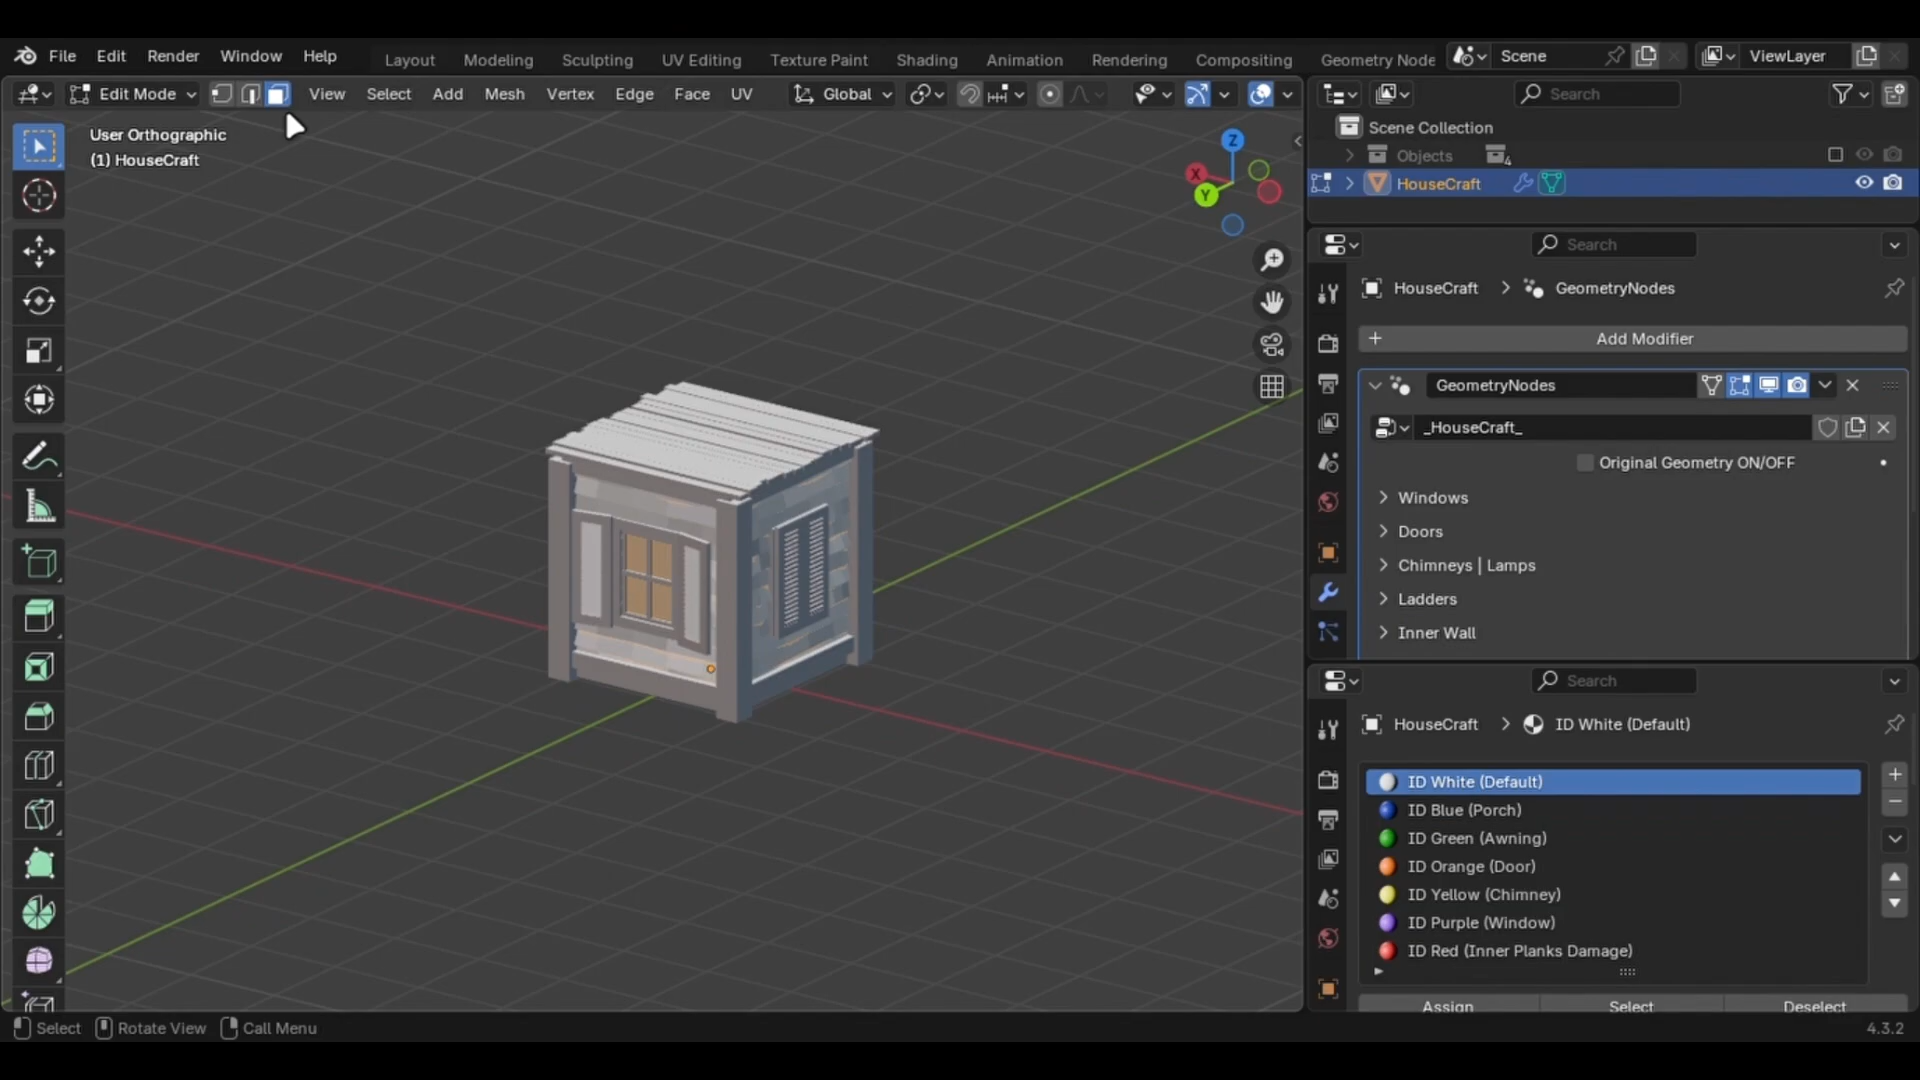 File Edit Render Window Help Layout Modeling Sculpting UV Editing Texture Paint Shading Animation Rendering Compositing Geometry Node Scene ViewLayer
Edit Mode View Select Add Mesh Vertex Edge Face UV Global
User Orthographic
(1) HouseCraft
Z
X
Y
Search
Scene Collection
Objects 4
HouseCraft
Search
HouseCraft > GeometryNodes
Add Modifier
GeometryNodes
_HouseCraft_
Original Geometry ON/OFF
Windows
Doors
Chimneys | Lamps
Ladders
Inner Wall
Search
HouseCraft > ID White (Default)
ID White (Default)
ID Blue (Porch)
ID Green (Awning)
ID Orange (Door)
ID Yellow (Chimney)
ID Purple (Window)
ID Red (Inner Planks Damage)
Assign Select Deselect
Select Rotate View Call Menu 4.3.2